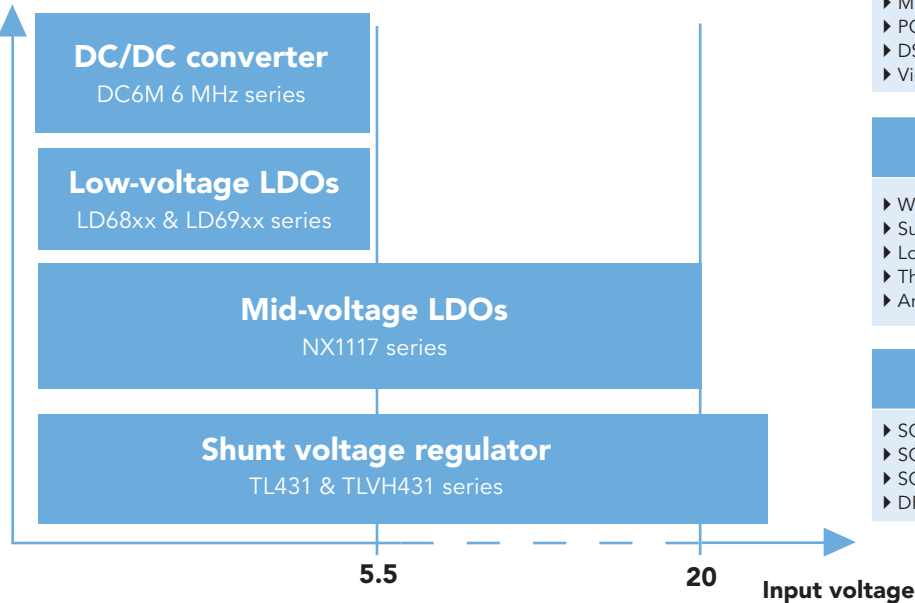 DC/DC converter
DC6M 6 MHz series
Low-voltage LDOs
LD68xx & LD69xx series
Mid-voltage LDOs
NX1117 series
Shunt voltage regulator
TL431 & TLVH431 series
5.5
20
Input voltage